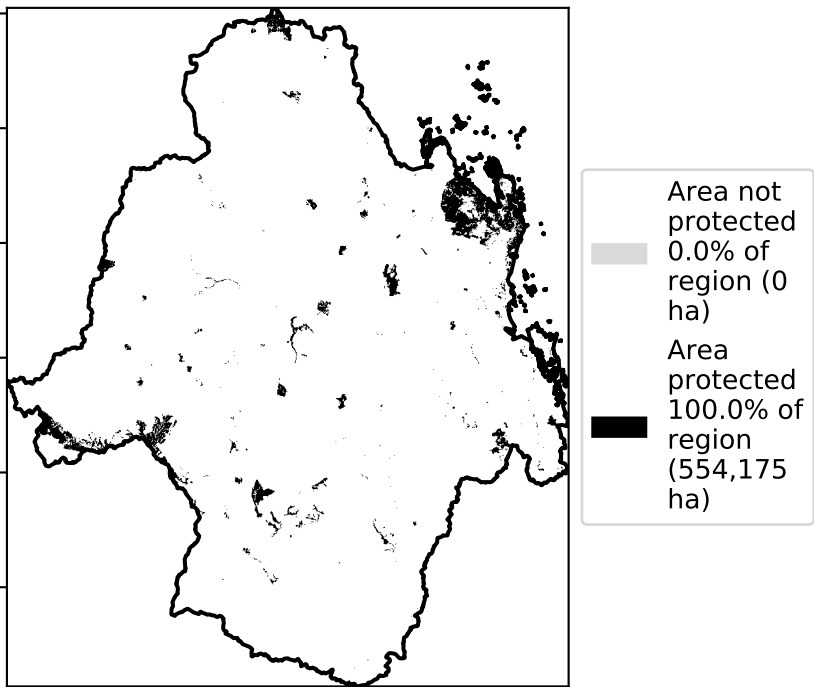 Area not
protected
0.0% of
region (0
ha)
Area
protected
100.0% of
region
(554,175
ha)